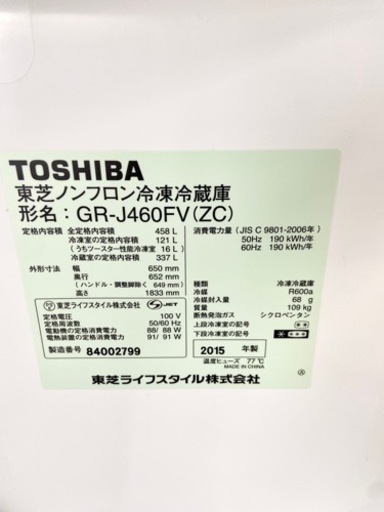 TOSHIBA
東芝ノンフロン冷凍冷蔵庫
形名：GR-J460FV(ZC)
定格内容積 全定格内容積 458 L
冷凍室の定格内容積 121 L
(うちツースター性能冷凍室 16 L)
冷蔵室の定格内容積 337 L
外形寸法 幅 650 mm
奥行 652 mm
(ハンドル・調整脚除く 649 mm)
高さ 1833 mm
東芝ライフスタイル株式会社 S-JET
定格電圧 100 V
定格周波数 50/60 Hz
電動機の定格消費電力 88/ 88 W
電熱装置の定格消費電力 91/ 91 W
製造番号 84002799
消費電力量 (JIS C 9801-2006年)
50Hz 190 kWh/年
60Hz 190 kWh/年
種類 冷凍冷蔵庫
冷媒 R600a
冷媒封入量 68 g
質量 109 kg
断熱発泡ガス シクロペンタン
上段冷凍室の記号 **
下段冷凍室の記号 ****
2015 年製
温度ヒューズ 77℃
MADE IN CHINA
東芝ライフスタイル株式会社
Ⓐ